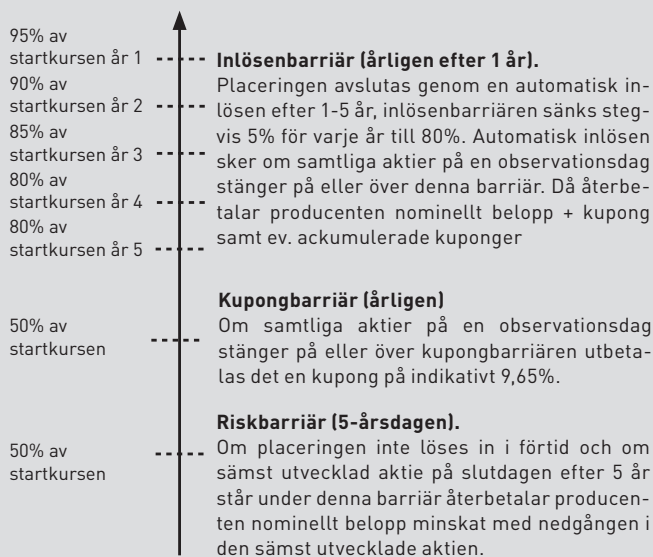 95% av
startkursen år 1
90% av
startkursen år 2
85% av
startkursen år 3
80% av
startkursen år 4
80% av
startkursen år 5
Inlösenbarriär (årligen efter 1 år).
Placeringen avslutas genom en automatisk in-
lösen efter 1-5 år, inlösenbarriären sänks steg-
vis 5% för varje år till 80%. Automatisk inlösen
sker om samtliga aktier på en observationsdag
stänger på eller över denna barriär. Då återbe-
talar producenten nominellt belopp + kupong
samt ev. ackumulerade kuponger
50% av
startkursen
Kupongbarriär (årligen)
Om samtliga aktier på en observationsdag
stänger på eller över kupongbarriären utbeta-
las det en kupong på indikativt 9,65%.
50% av
startkursen
Riskbarriär (5-årsdagen).
Om placeringen inte löses in i förtid och om
sämst utvecklad aktie på slutdagen efter 5 år
står under denna barriär återbetalar producen-
ten nominellt belopp minskat med nedgången i
den sämst utvecklade aktien.